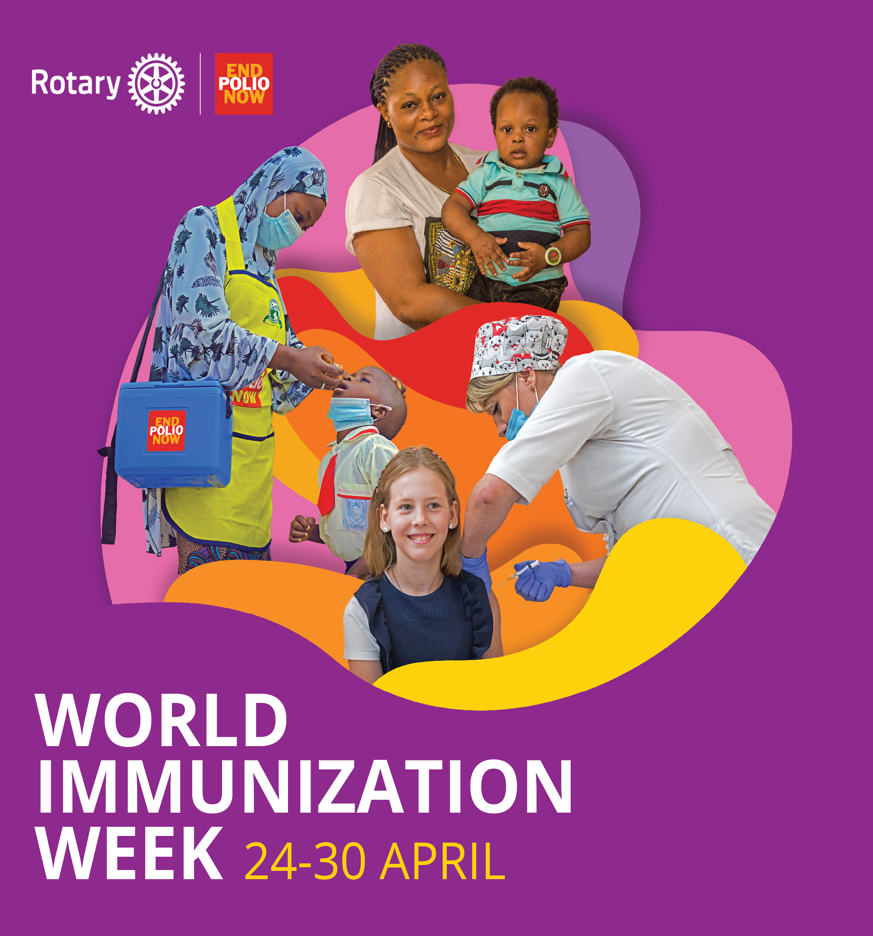 Rotary
END
POLIO
NOW
END
POLIO
NOW
WORLD
IMMUNIZATION
WEEK 24-30 APRIL